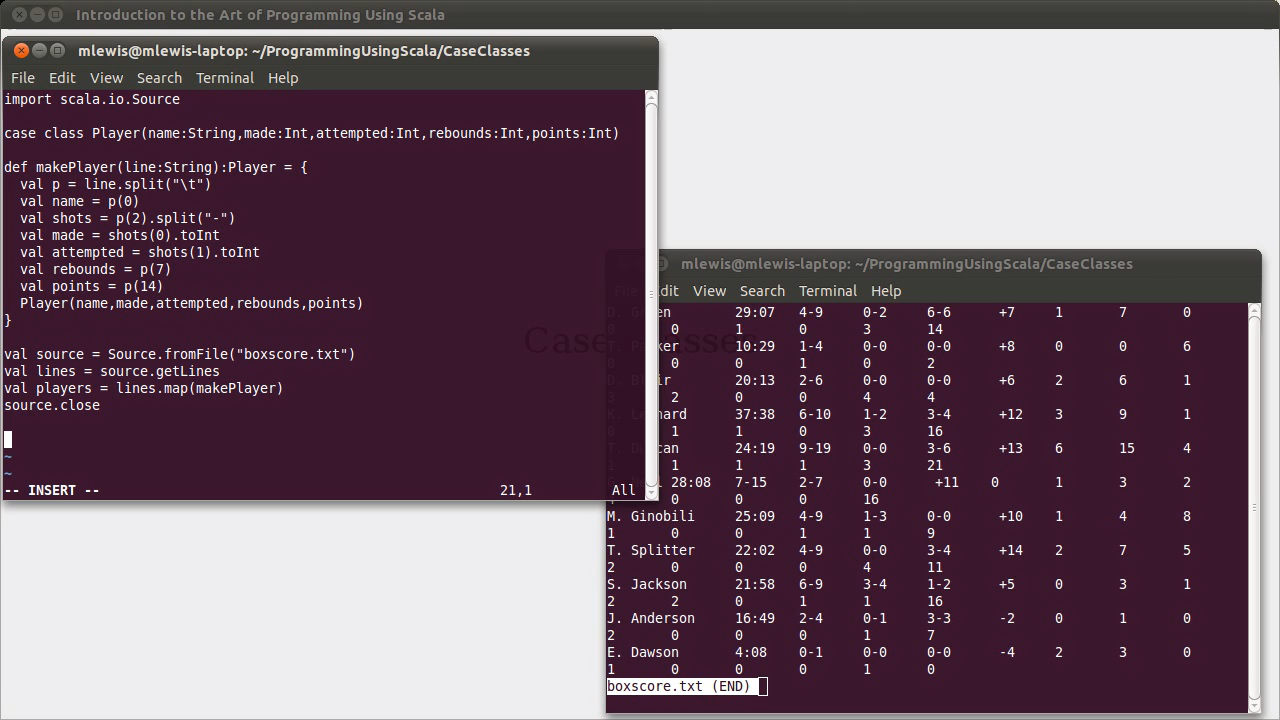 Introduction to the Art of Programming Using Scala
mlewis@mlewis-laptop: ~/ProgrammingUsingScala/CaseClasses
File Edit View Search Terminal Help
import scala.io.Source
case class Player(name:String,made:Int,attempted:Int,rebounds:Int,points:Int)
def makePlayer(line:String):Player = {
  val p = line.split("\t")
  val name = p(0)
  val shots = p(2).split("-")
  val made = shots(0).toInt
  val attempted = shots(1).toInt
  val rebounds = p(7)
  val points = p(14)
  Player(name,made,attempted,rebounds,points)
}
val source = Source.fromFile("boxscore.txt")
val lines = source.getLines
val players = lines.map(makePlayer)
source.close
~
~
-- INSERT -- 21,1 All
Case Classes
mlewis@mlewis-laptop: ~/ProgrammingUsingScala/CaseClasses
File Edit View Search Terminal Help
D. Green 29:07 4-9 0-2 6-6 +7 1 7 0
0 0 1 0 3 14
T. Parker 10:29 1-4 0-0 0-0 +8 0 0 6
0 0 1 0 2
D. Blair 20:13 2-6 0-0 0-0 +6 2 6 1
3 2 0 0 4 4
K. Leonard 37:38 6-10 1-2 3-4 +12 3 9 1
0 1 1 0 3 16
T. Duncan 24:19 9-19 0-0 3-6 +13 6 15 4
1 1 1 3 21
28:08 7-15 2-7 0-0 +11 0 1 3 2
0 0 0 16
M. Ginobili 25:09 4-9 1-3 0-0 +10 1 4 8
1 0 0 1 1 9
T. Splitter 22:02 4-9 0-0 3-4 +14 2 7 5
2 0 0 0 4 11
S. Jackson 21:58 6-9 3-4 1-2 +5 0 3 1
2 2 0 1 1 16
J. Anderson 16:49 2-4 0-1 3-3 -2 0 1 0
2 0 0 0 1 7
E. Dawson 4:08 0-1 0-0 0-0 -4 2 3 0
1 0 0 0 1 0
boxscore.txt (END)